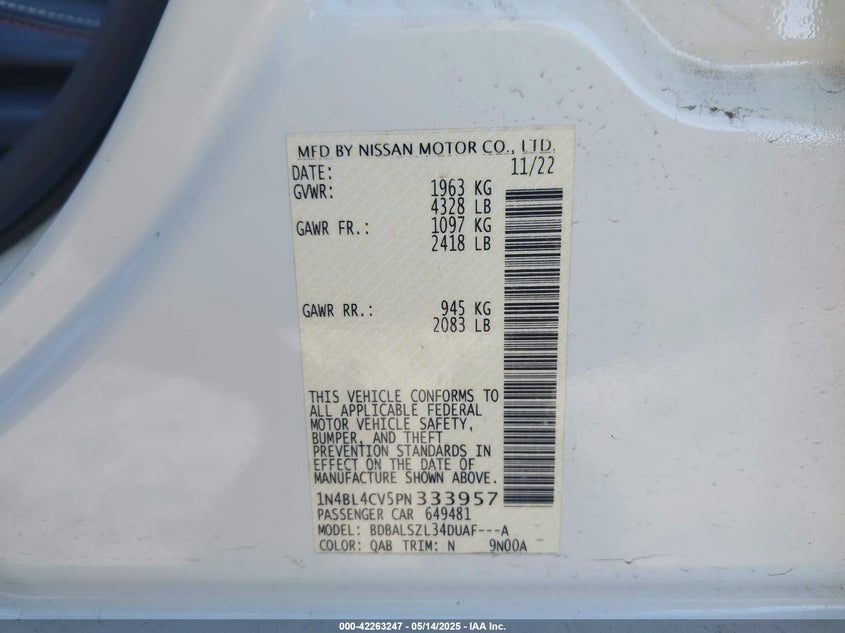 MFD BY NISSAN MOTOR CO., LTD.
DATE: 11/22
GVWR: 1963 KG
4328 LB
GAWR FR.: 1097 KG
2418 LB
GAWR RR.: 945 KG
2083 LB
THIS VEHICLE CONFORMS TO
ALL APPLICABLE FEDERAL
MOTOR VEHICLE SAFETY,
BUMPER, AND THEFT
PREVENTION STANDARDS IN
EFFECT ON THE DATE OF
MANUFACTURE SHOWN ABOVE.
1N4BL4CV5PN333957
PASSENGER CAR 649481
MODEL: BDBALSZL34DUAF---A
COLOR: QAB TRIM: N 9N00A
000-42263247 - 05/14/2025 - IAA Inc.